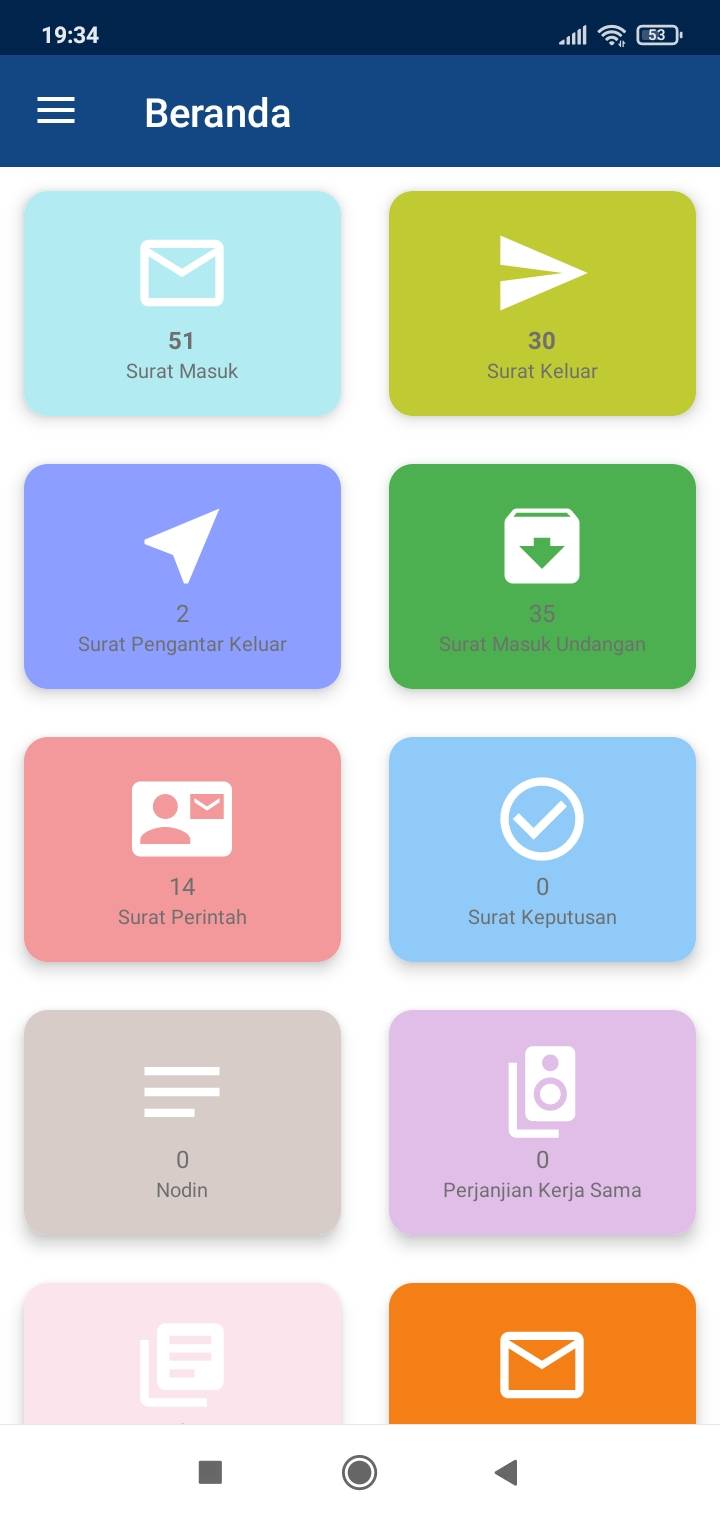 19:34
53
Beranda
51
Surat Masuk
30
Surat Keluar
2
Surat Pengantar Keluar
35
Surat Masuk Undangan
14
Surat Perintah
0
Surat Keputusan
0
Nodin
0
Perjanjian Kerja Sama